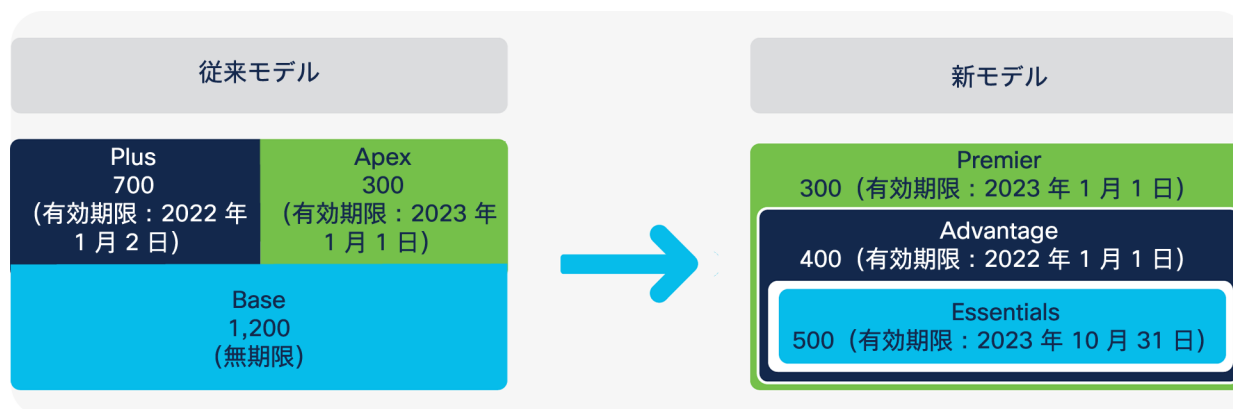 従来モデル
新モデル
Plus
700
(有効期限：2022 年
1 月 2 日)
Apex
300
(有効期限：2023 年
1 月 1 日)
Base
1,200
(無期限)
Premier
300 (有効期限：2023 年 1 月 1 日)
Advantage
400 (有効期限：2022 年 1 月 1 日)
Essentials
500 (有効期限：2023 年 10 月 31 日)